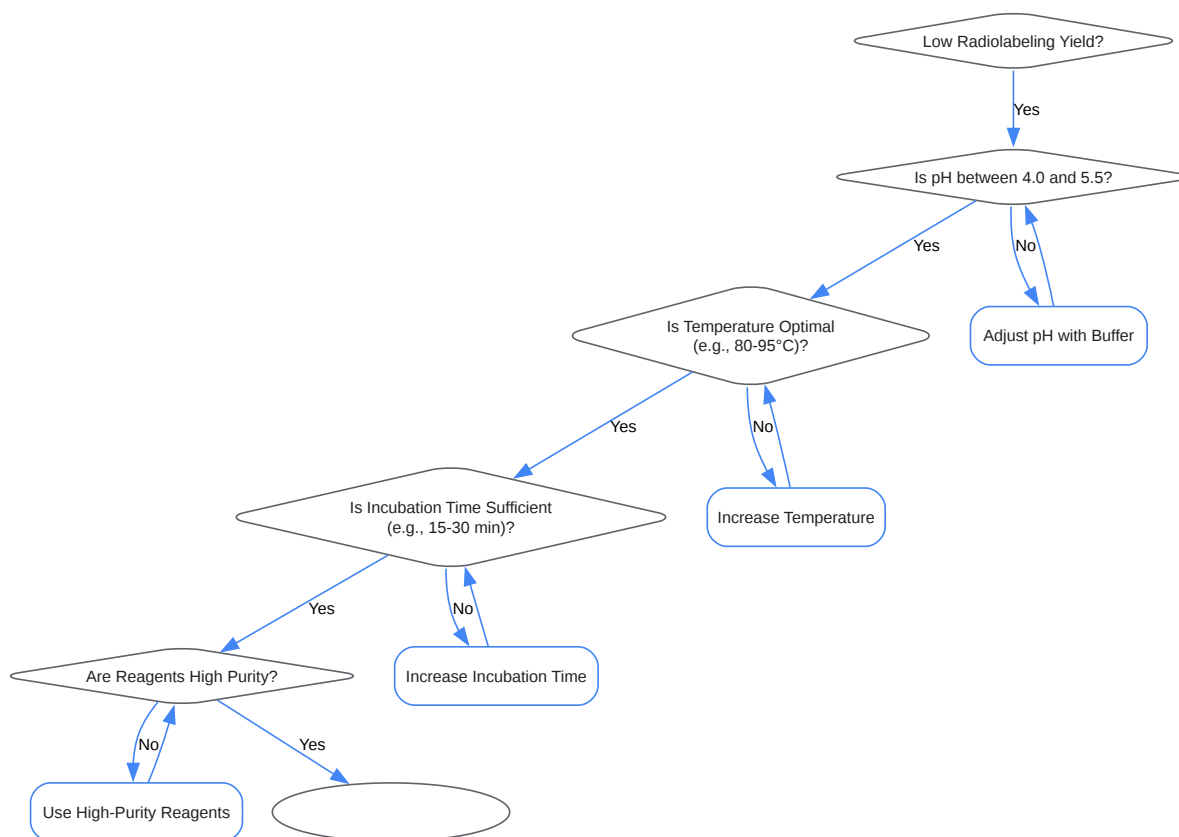 Low Radiolabeling Yield?
Yes
Is pH between 4.0 and 5.5?
Yes
No
Is Temperature Optimal
(e.g., 80-95°C)?
Adjust pH with Buffer
Yes
No
Is Incubation Time Sufficient
(e.g., 15-30 min)?
Increase Temperature
Yes
No
Are Reagents High Purity?
Increase Incubation Time
No
Yes
Use High-Purity Reagents